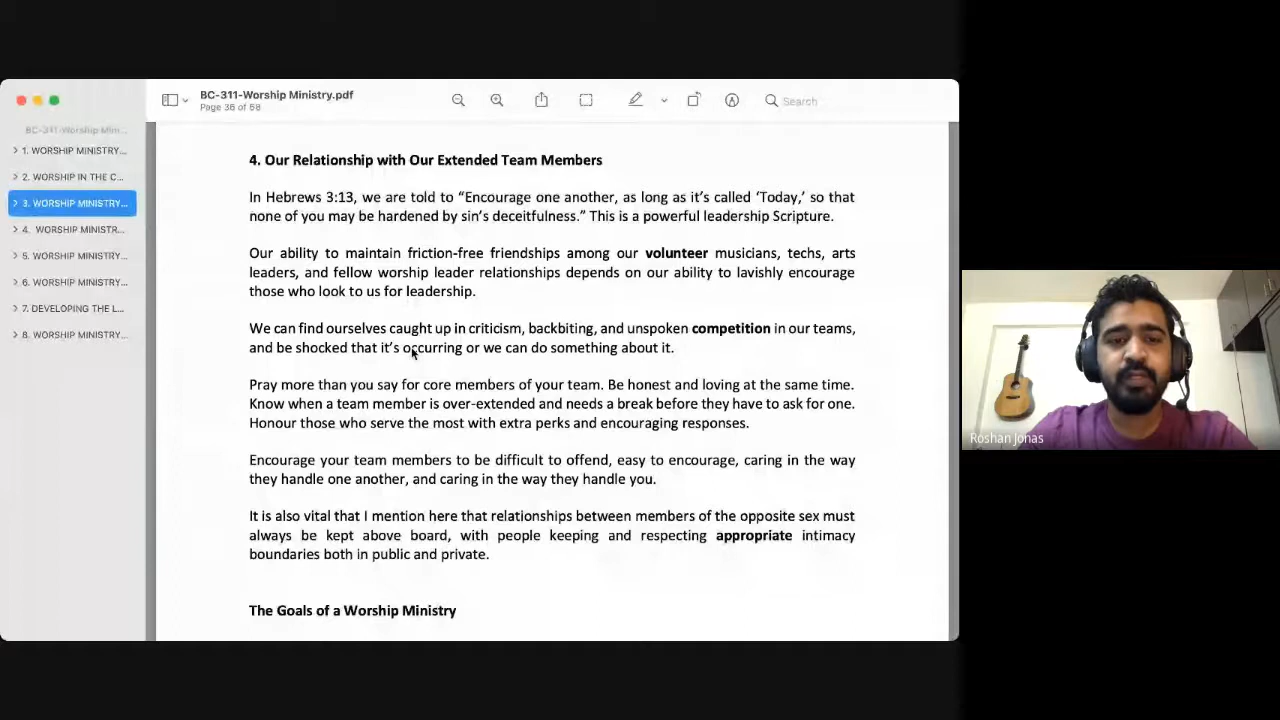 BC-311-Worship Ministry.pdf
Page 36 of 58
Search
BC-311-Worship Min...
1. WORSHIP MINISTRY...
2. WORSHIP IN THE C...
3. WORSHIP MINISTRY...
4. WORSHIP MINISTR...
5. WORSHIP MINISTRY...
6. WORSHIP MINISTRY...
7. DEVELOPING THE L...
8. WORSHIP MINISTRY...
4. Our Relationship with Our Extended Team Members
In Hebrews 3:13, we are told to “Encourage one another, as long as it’s called ‘Today,’ so that
none of you may be hardened by sin’s deceitfulness.” This is a powerful leadership Scripture.
Our ability to maintain friction-free friendships among our volunteer musicians, techs, arts
leaders, and fellow worship leader relationships depends on our ability to lavishly encourage
those who look to us for leadership.
We can find ourselves caught up in criticism, backbiting, and unspoken competition in our teams,
and be shocked that it’s occurring or we can do something about it.
Pray more than you say for core members of your team. Be honest and loving at the same time.
Know when a team member is over-extended and needs a break before they have to ask for one.
Honour those who serve the most with extra perks and encouraging responses.
Encourage your team members to be difficult to offend, easy to encourage, caring in the way
they handle one another, and caring in the way they handle you.
It is also vital that I mention here that relationships between members of the opposite sex must
always be kept above board, with people keeping and respecting appropriate intimacy
boundaries both in public and private.
The Goals of a Worship Ministry
Roshan Jonas